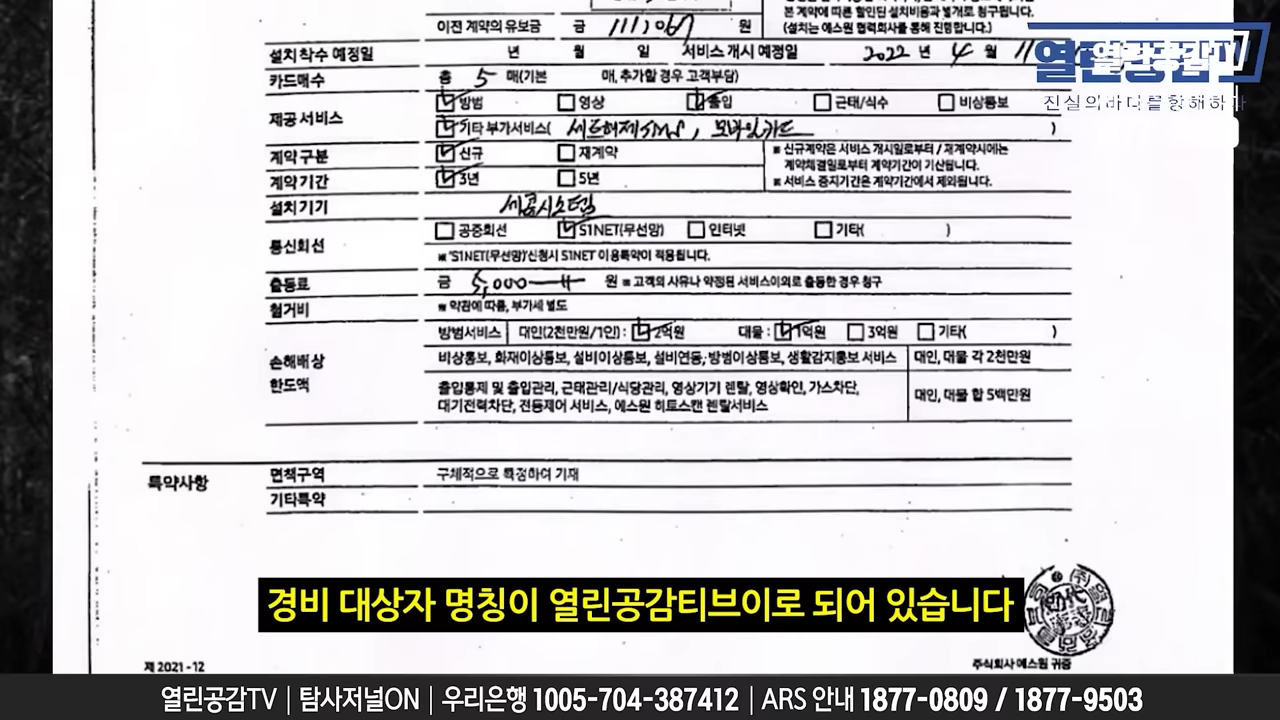 본 계약에 따른 할인된 설치비용과 별개로 청구됩니다.
이전 계약의 유보금 금 원 (설치는 에스원 협력회사를 통해 진행합니다.)
설치 착수 예정일 년 월 일 서비스 개시 예정일 2022 년 4 월 11
열린공감TV
진실의 바다를 항해하라
카드매수 총 5 매(기본 매, 추가할 경우 고객부담)
제공 서비스 방범 영상 출입 근태/식수 비상통보
기타 부가서비스( 세트해제SMS, 모바일카드 )
계약구분 신규 재계약 ※ 신규계약은 서비스 개시일로부터 / 재계약시에는
계약체결일로부터 계약기간이 기산됩니다.
계약기간 3년 5년 ※ 서비스 중지기간은 계약기간에서 제외됩니다.
설치기기 세콤시스템
통신회선 공중회선 S1NET(무선망) 인터넷 기타( )
※ 'S1NET(무선망)'신청시 S1NET 이용특약이 적용됩니다.
출동료 금 5,000 원 ※ 고객의 사유나 약정된 서비스이외로 출동한 경우 청구
철거비 ※ 약관에 따름, 부가세 별도
손해배상 한도액 방범서비스 대인(2천만원/1인) : 2억원 대물 : 1억원 3억원 기타( )
비상통보, 화재이상통보, 설비이상통보, 설비연동, 방범이상통보, 생활감지통보 서비스 대인, 대물 각 2천만원
출입통제 및 출입관리, 근태관리/식당관리, 영상기기 렌탈, 영상확인, 가스차단,
대기전력차단, 전등제어 서비스, 에스원 히트스캔 렌탈서비스 대인, 대물 합 5백만원
특약사항 면책구역 구체적으로 특정하여 기재
기타특약
경비 대상자 명칭이 열린공감티브이로 되어 있습니다
제 2021 - 12 주식회사 에스원 귀중
열린공감TV | 탐사저널ON | 우리은행 1005-704-387412 | ARS 안내 1877-0809 / 1877-9503